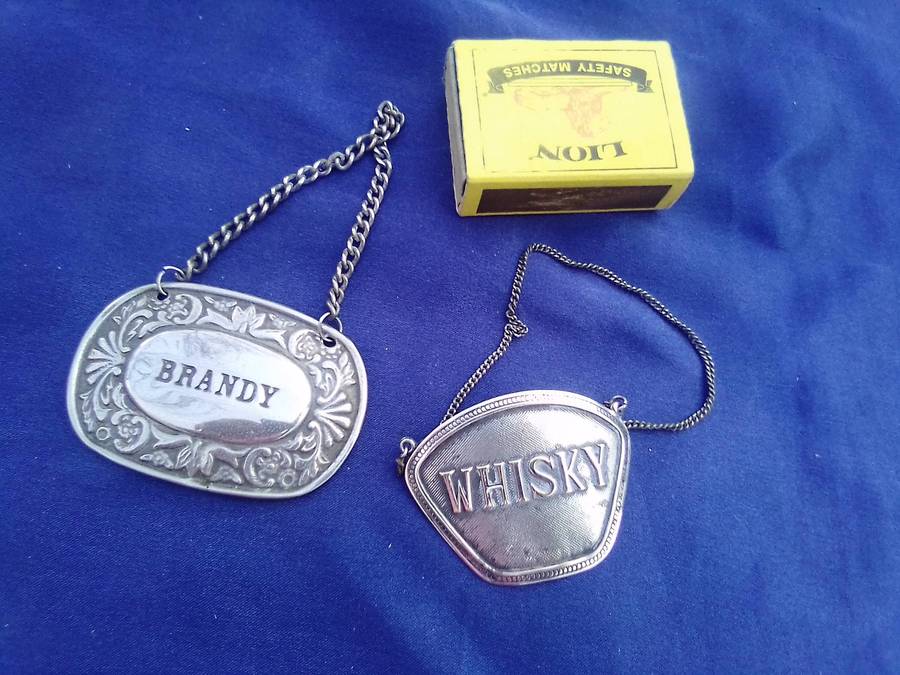 SAFETY MATCHES
LION
BRANDY
WHISKY